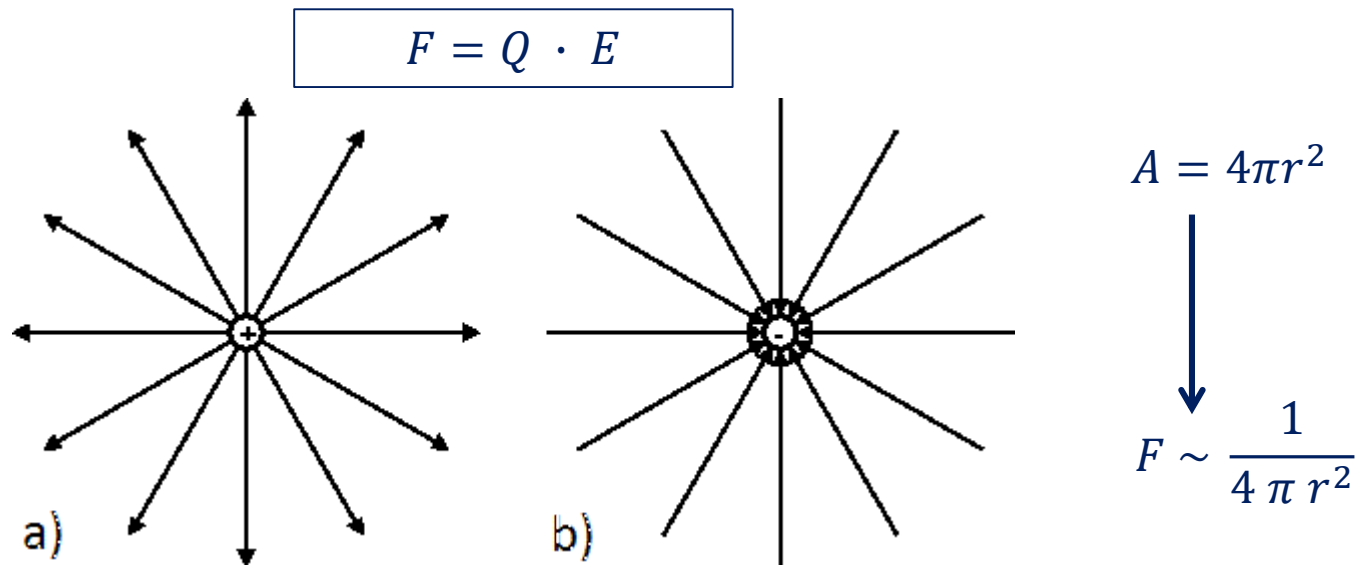 F = Q · E
+
-
a)
b)
A = 4πr²
F ~ 1 / (4 π r²)